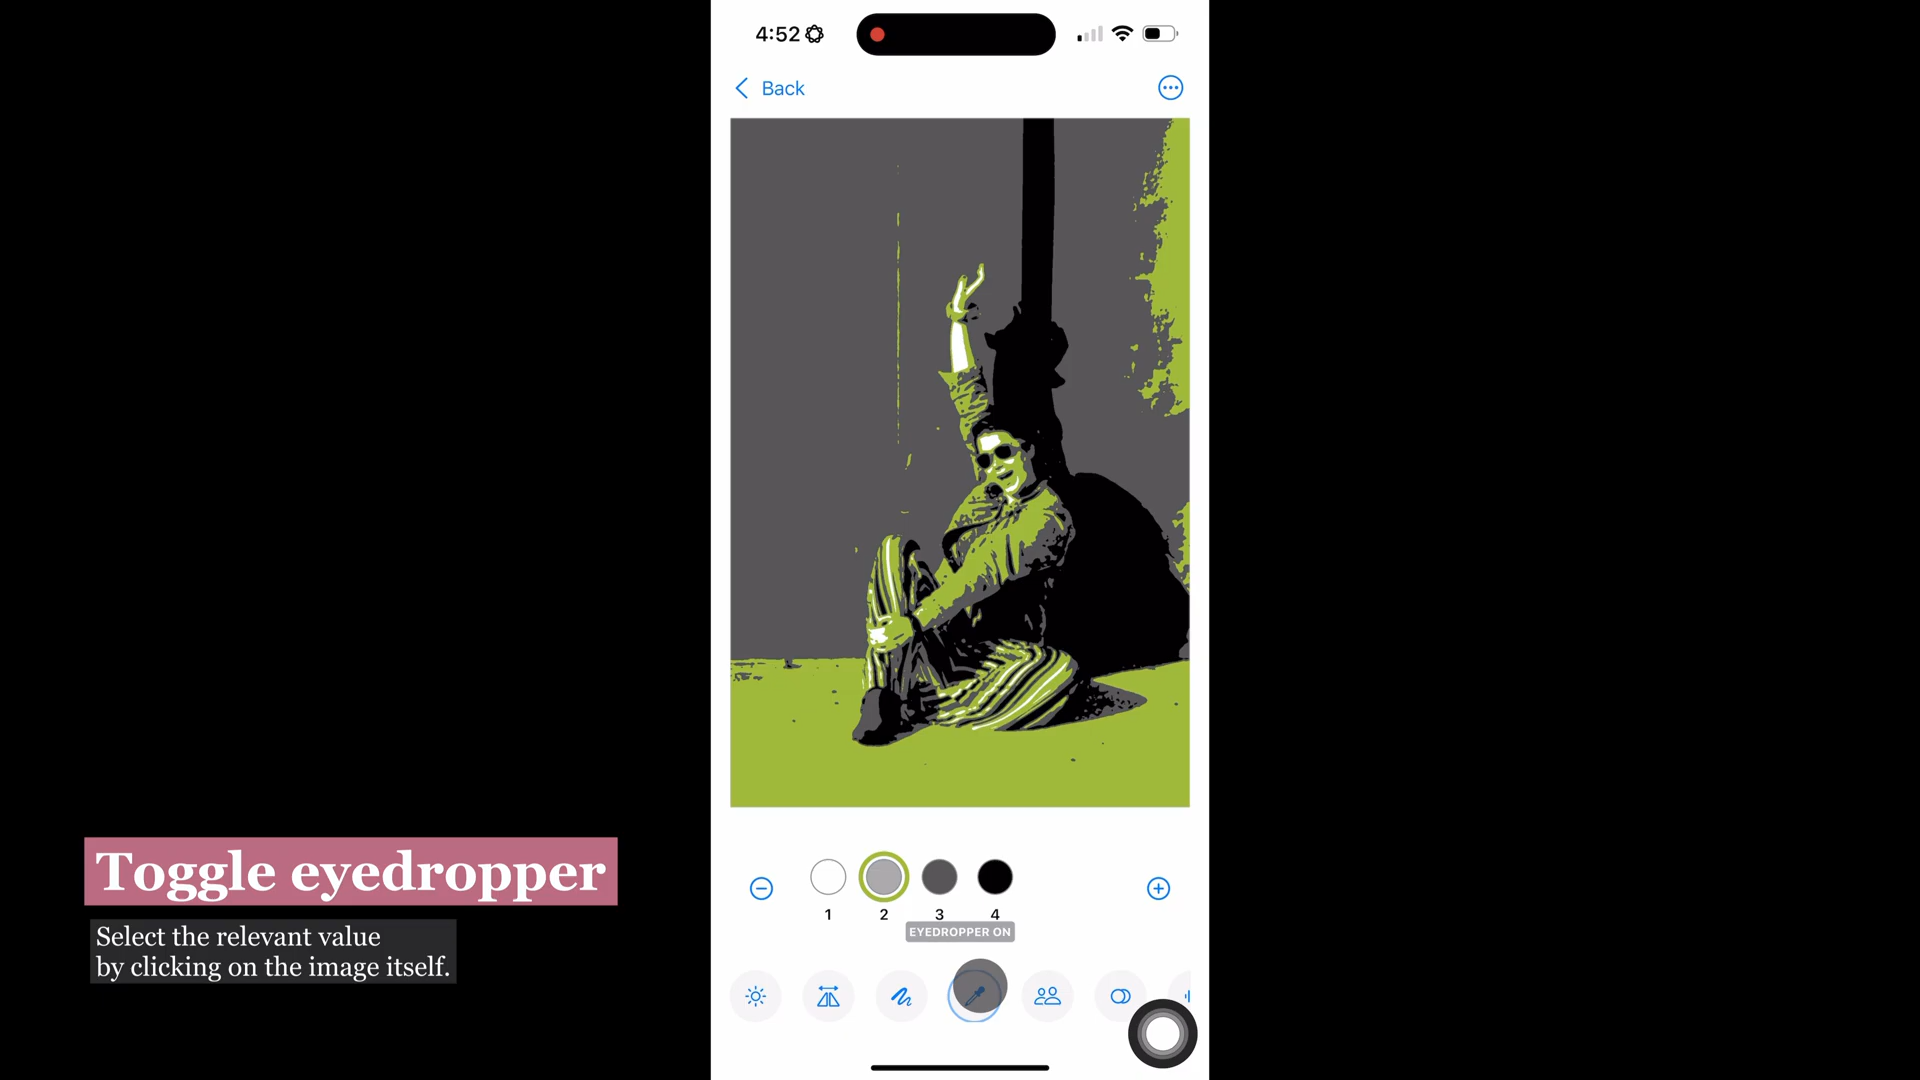 4:52
Back
1 2 3 4
EYEDROPPER ON
Toggle eyedropper
Select the relevant value
by clicking on the image itself.